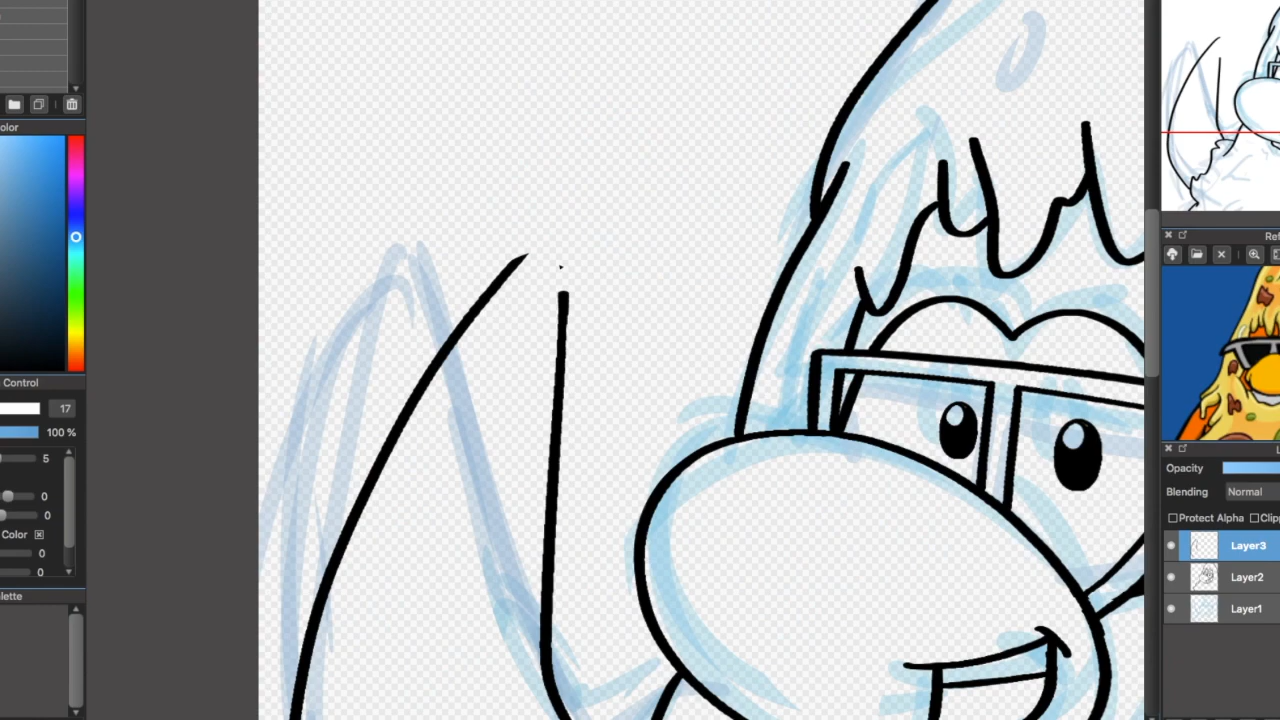 olor
Control
17
100 %
5
0
0
Color
0
0
lette
Ref
L
Opacity
Blending
Normal
Protect Alpha
Clipp
Layer3
Layer2
Layer1